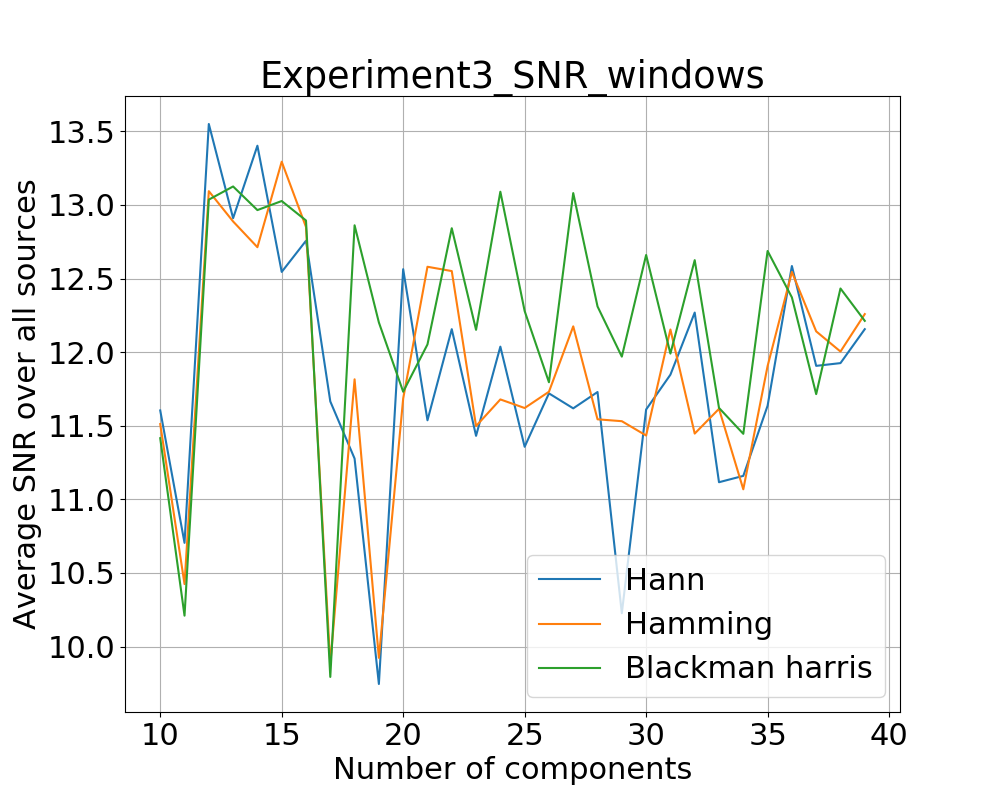 Experiment3_SNR_windows
Average SNR over all sources
13.5
13.0
12.5
12.0
11.5
11.0
10.5
10.0
Hann
Hamming
Blackman harris
10 15 20 25 30 35 40
Number of components